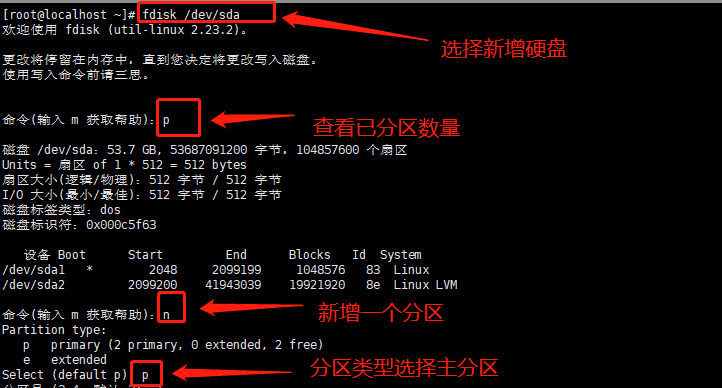 [root@localhost ~]# fdisk /dev/sda
欢迎使用 fdisk (util-linux 2.23.2)。
选择新增硬盘
更改将停留在内存中，直到您决定将更改写入磁盘。
使用写入命令前请三思。
命令(输入 m 获取帮助)：p
查看已分区数量
磁盘 /dev/sda：53.7 GB, 53687091200 字节，104857600 个扇区
Units = 扇区 of 1 * 512 = 512 bytes
扇区大小(逻辑/物理)：512 字节 / 512 字节
I/O 大小(最小/最佳)：512 字节 / 512 字节
磁盘标签类型：dos
磁盘标识符：0x000c5f63
设备 Boot Start End Blocks Id System
/dev/sda1 * 2048 2099199 1048576 83 Linux
/dev/sda2 2099200 41943039 19921920 8e Linux LVM
命令(输入 m 获取帮助)：n
新增一个分区
Partition type:
p primary (2 primary, 0 extended, 2 free)
e extended
Select (default p): p
分区类型选择主分区